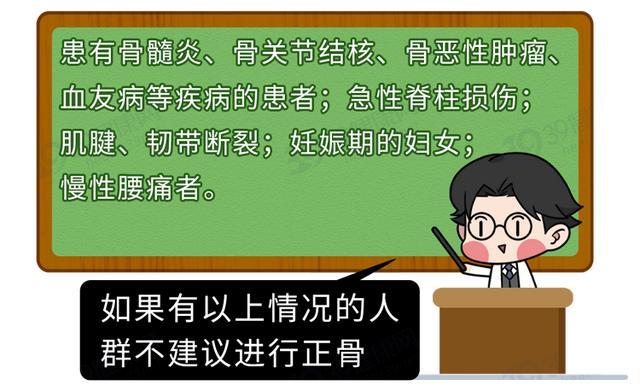 患有骨髓炎、骨关节结核、骨恶性肿瘤、
血友病等疾病的患者；急性脊柱损伤；
肌腱、韧带断裂；妊娠期的妇女；
慢性腰痛者。
如果有以上情况的人
群不建议进行正骨